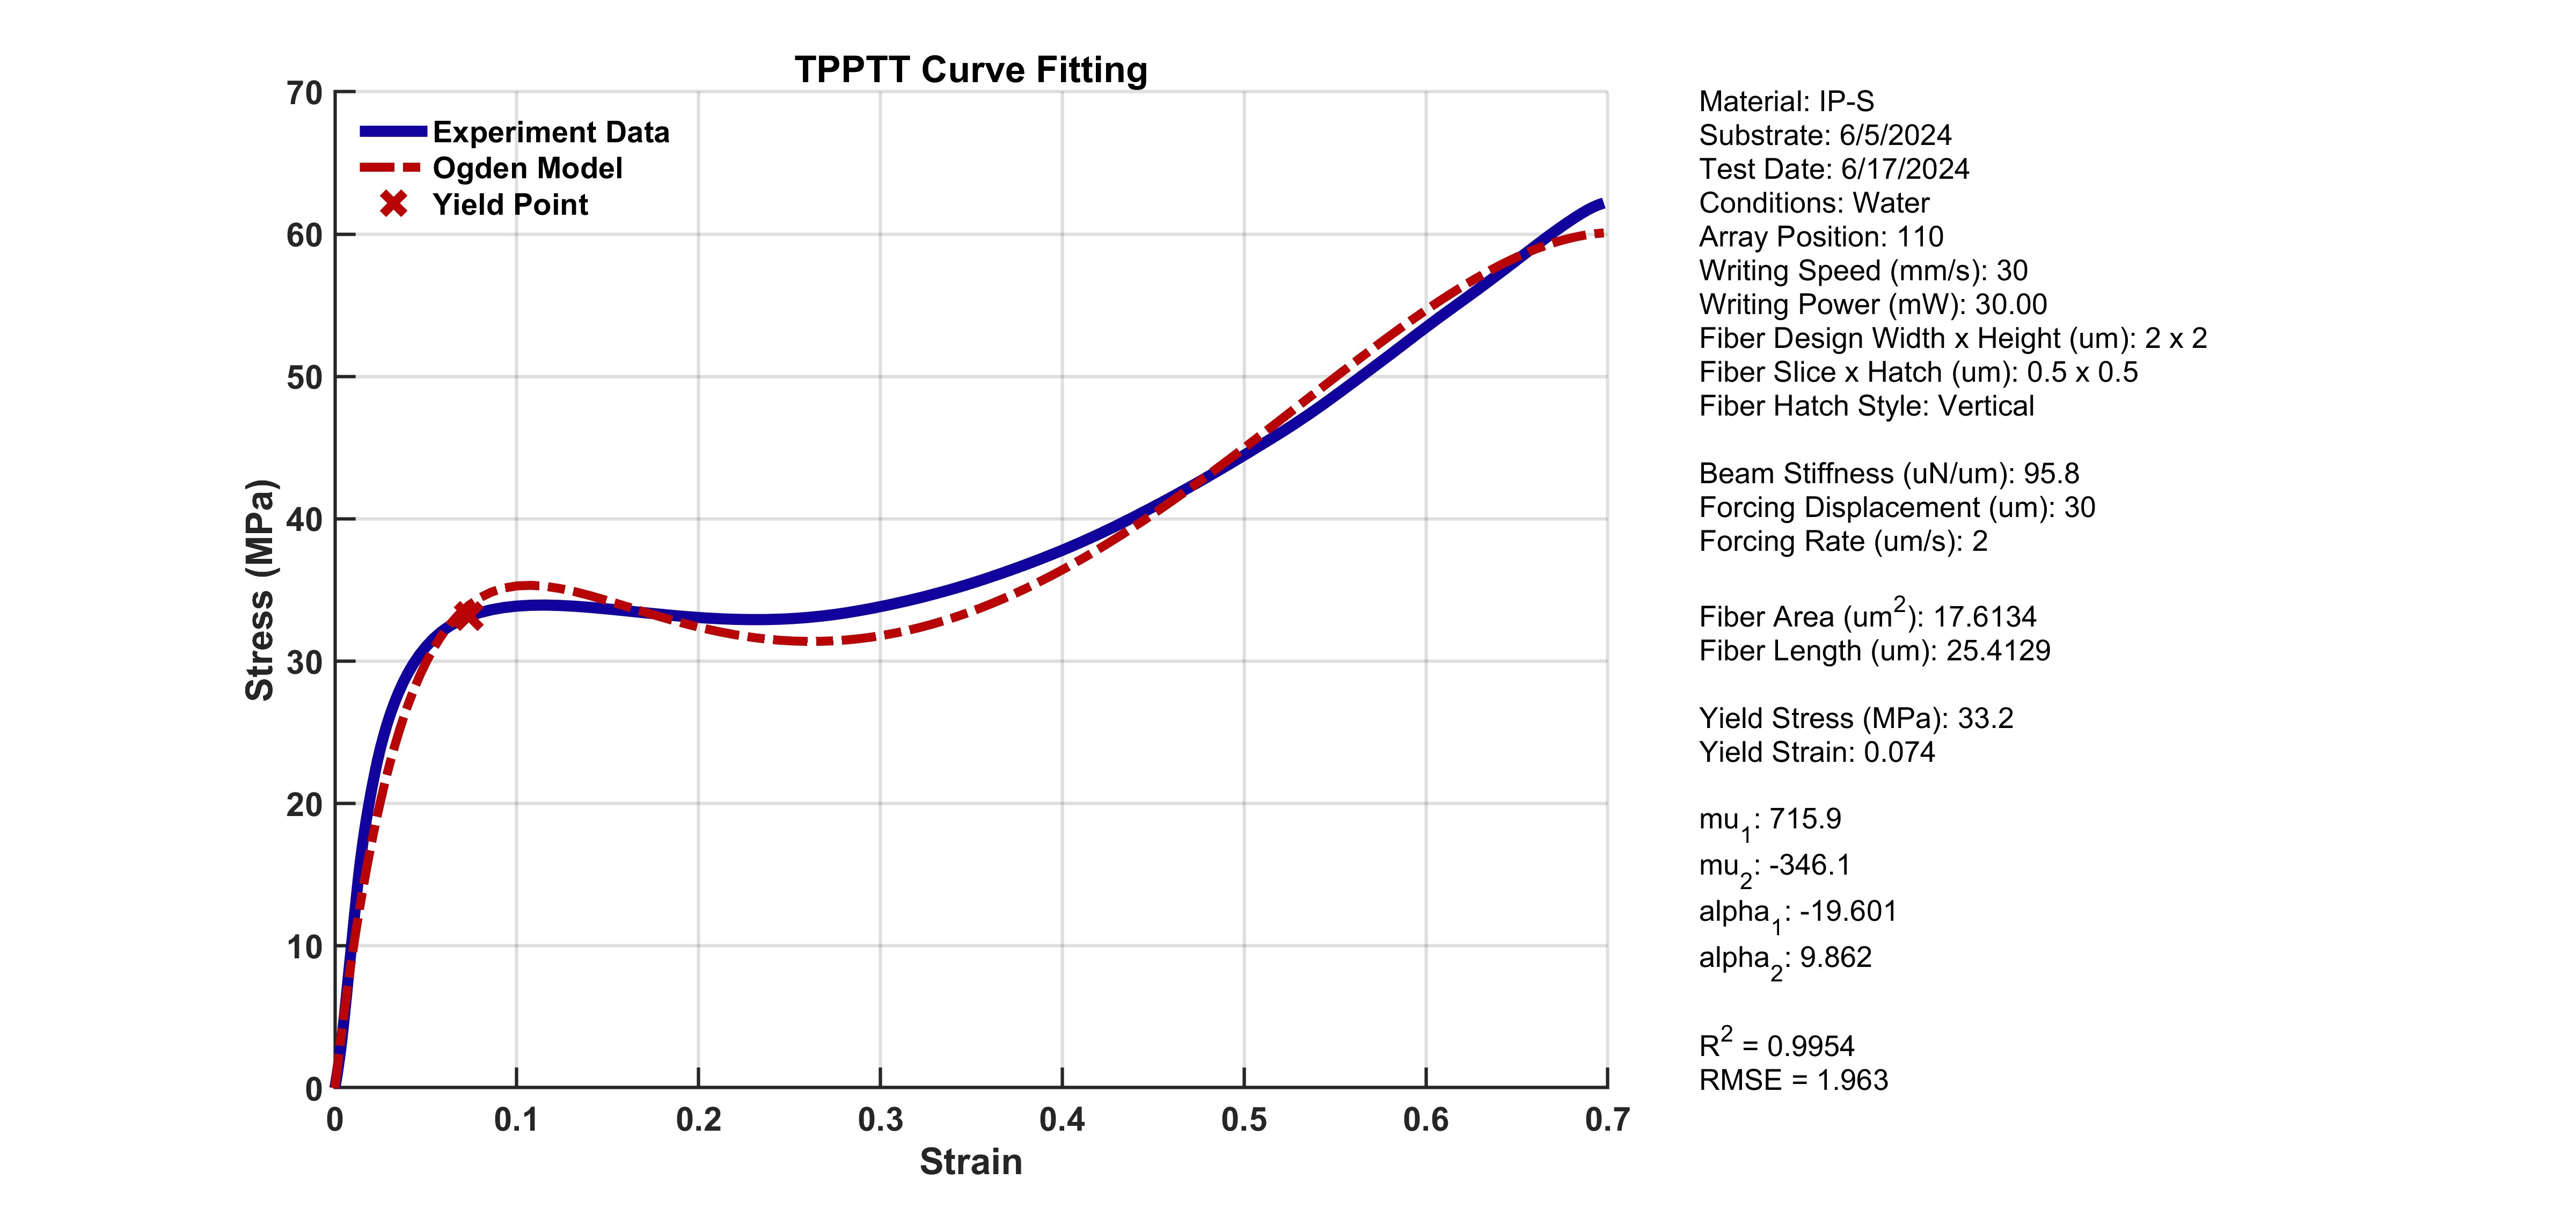 TPPTT Curve Fitting
70
60
50
40
30
20
10
0
Stress (MPa)
Experiment Data
Ogden Model
Yield Point
0 0.1 0.2 0.3 0.4 0.5 0.6 0.7
Strain
Material: IP-S
Substrate: 6/5/2024
Test Date: 6/17/2024
Conditions: Water
Array Position: 110
Writing Speed (mm/s): 30
Writing Power (mW): 30.00
Fiber Design Width x Height (um): 2 x 2
Fiber Slice x Hatch (um): 0.5 x 0.5
Fiber Hatch Style: Vertical
Beam Stiffness (uN/um): 95.8
Forcing Displacement (um): 30
Forcing Rate (um/s): 2
Fiber Area (um²): 17.6134
Fiber Length (um): 25.4129
Yield Stress (MPa): 33.2
Yield Strain: 0.074
mu₁: 715.9
mu₂: -346.1
alpha₁: -19.601
alpha₂: 9.862
R² = 0.9954
RMSE = 1.963